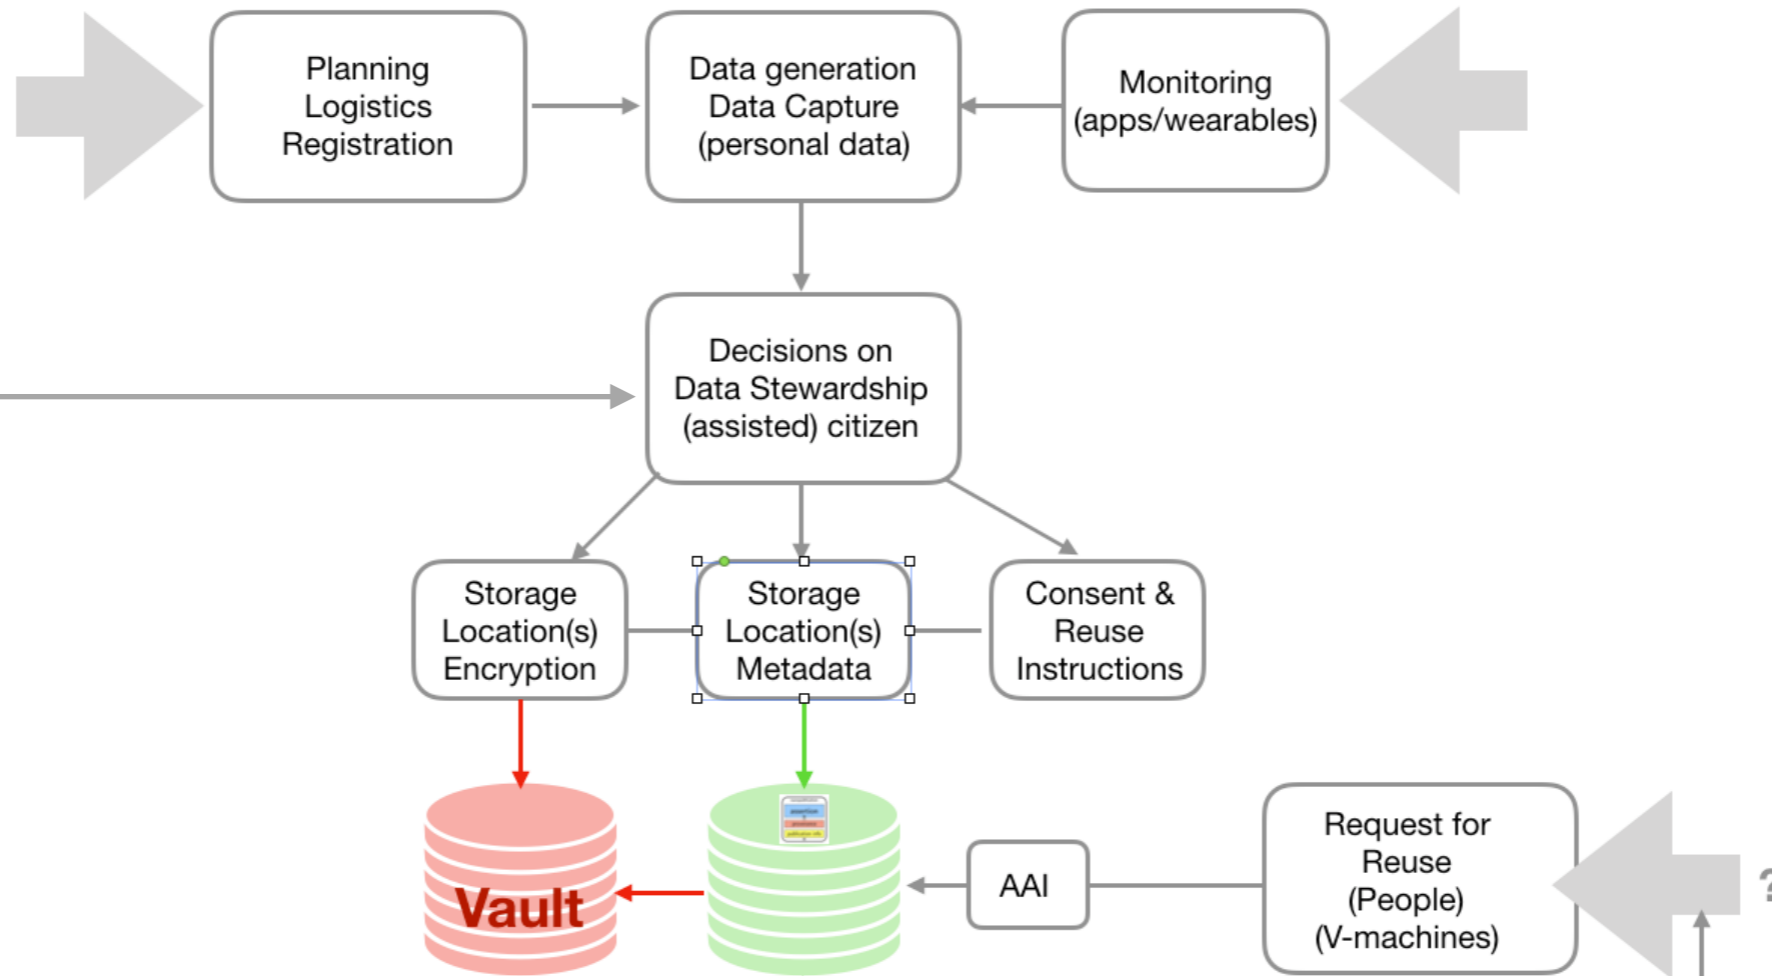 Planning
Logistics
Registration
Data generation
Data Capture
(personal data)
Monitoring
(apps/wearables)
Decisions on
Data Stewardship
(assisted) citizen
Storage
Location(s)
Encryption
Storage
Location(s)
Metadata
Consent &
Reuse
Instructions
Vault
assertion
AAI
Request for
Reuse
(People)
(V-machines)
?